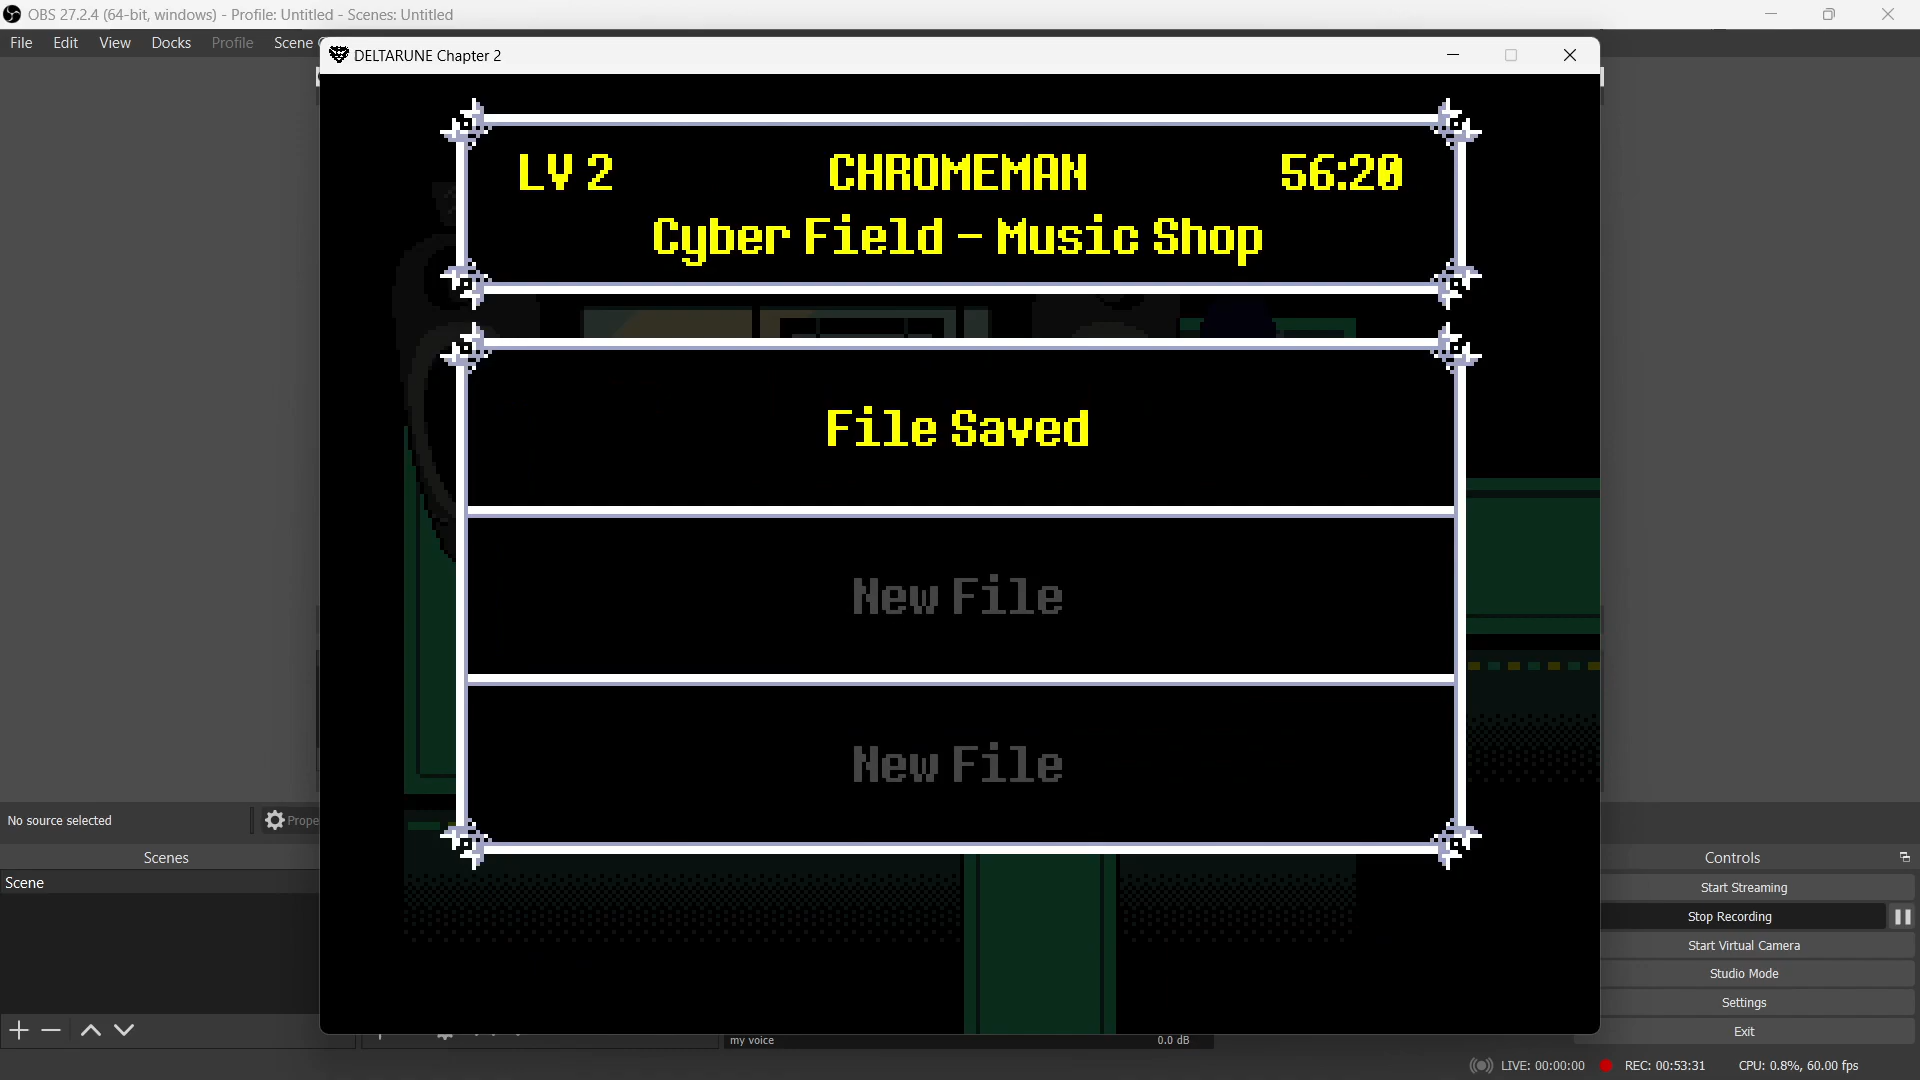 OBS 27.2.4 (64-bit, windows) - Profile: Untitled - Scenes: Untitled
File Edit View Docks Profile Scene
DELTARUNE Chapter 2
LV 2 CHROMEMAN 56:20
Cyber Field - Music Shop
File Saved
New File
New File
No source selected
Scenes
Scene
Controls
Start Streaming
Stop Recording
Start Virtual Camera
Studio Mode
Settings
Exit
my voice 0.0 dB
LIVE: 00:00:00 REC: 00:53:31 CPU: 0.8%, 60.00 fps